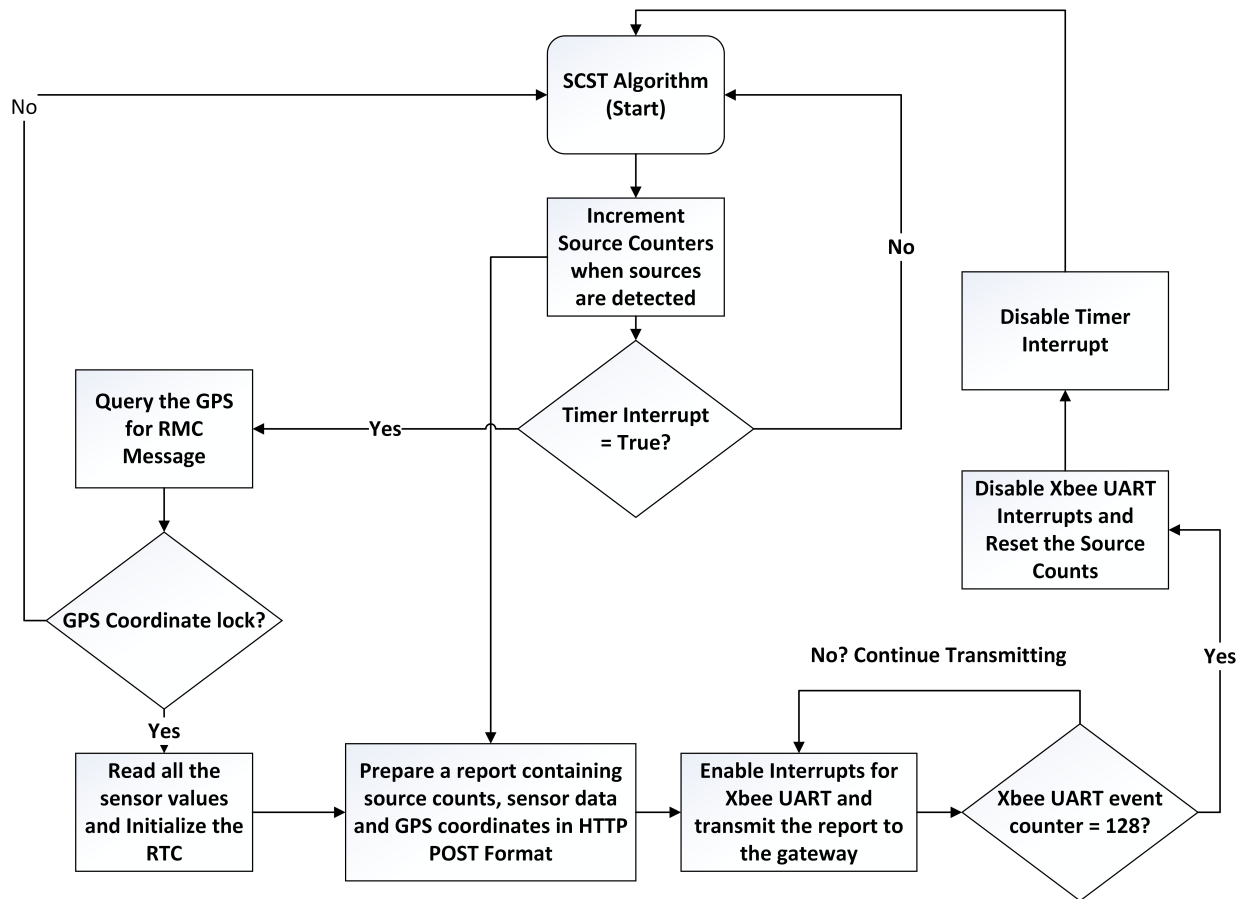 SCST Algorithm
(Start)
No
Increment
Source Counters
when sources
are detected
No
Disable Timer
Interrupt
Query the GPS
for RMC
Message
Yes
Timer Interrupt
= True?
Disable Xbee UART
Interrupts and
Reset the Source
Counts
GPS Coordinate lock?
No? Continue Transmitting
Yes
Yes
Read all the
sensor values
and Initialize the
RTC
Prepare a report containing
source counts, sensor data
and GPS coordinates in HTTP
POST Format
Enable Interrupts for
Xbee UART and
transmit the report to
the gateway
Xbee UART event
counter = 128?